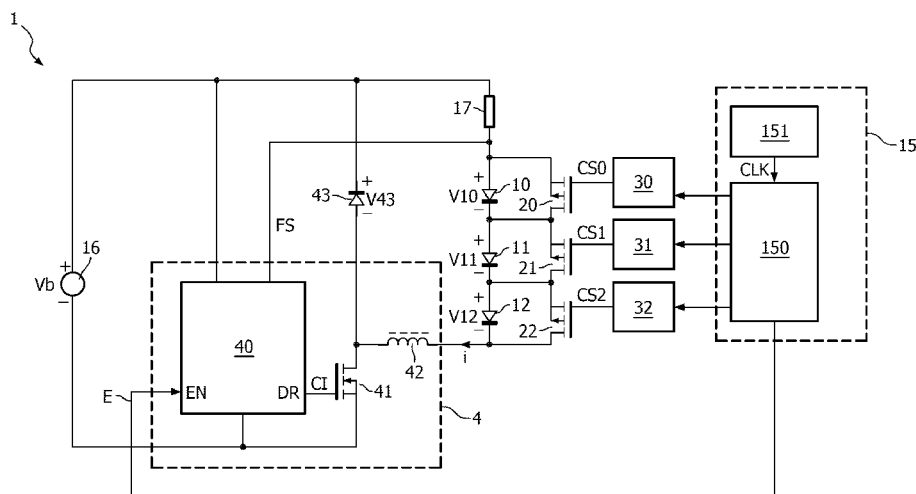 1
17
151
15
CLK
+
10
CS0
30
43
+
V43
−
V10
−
20
150
FS
+
11
CS1
31
+
16
Vb
−
V11
−
21
+
12
CS2
32
V12
−
22
40
42
i
CI
41
E
EN
DR
4